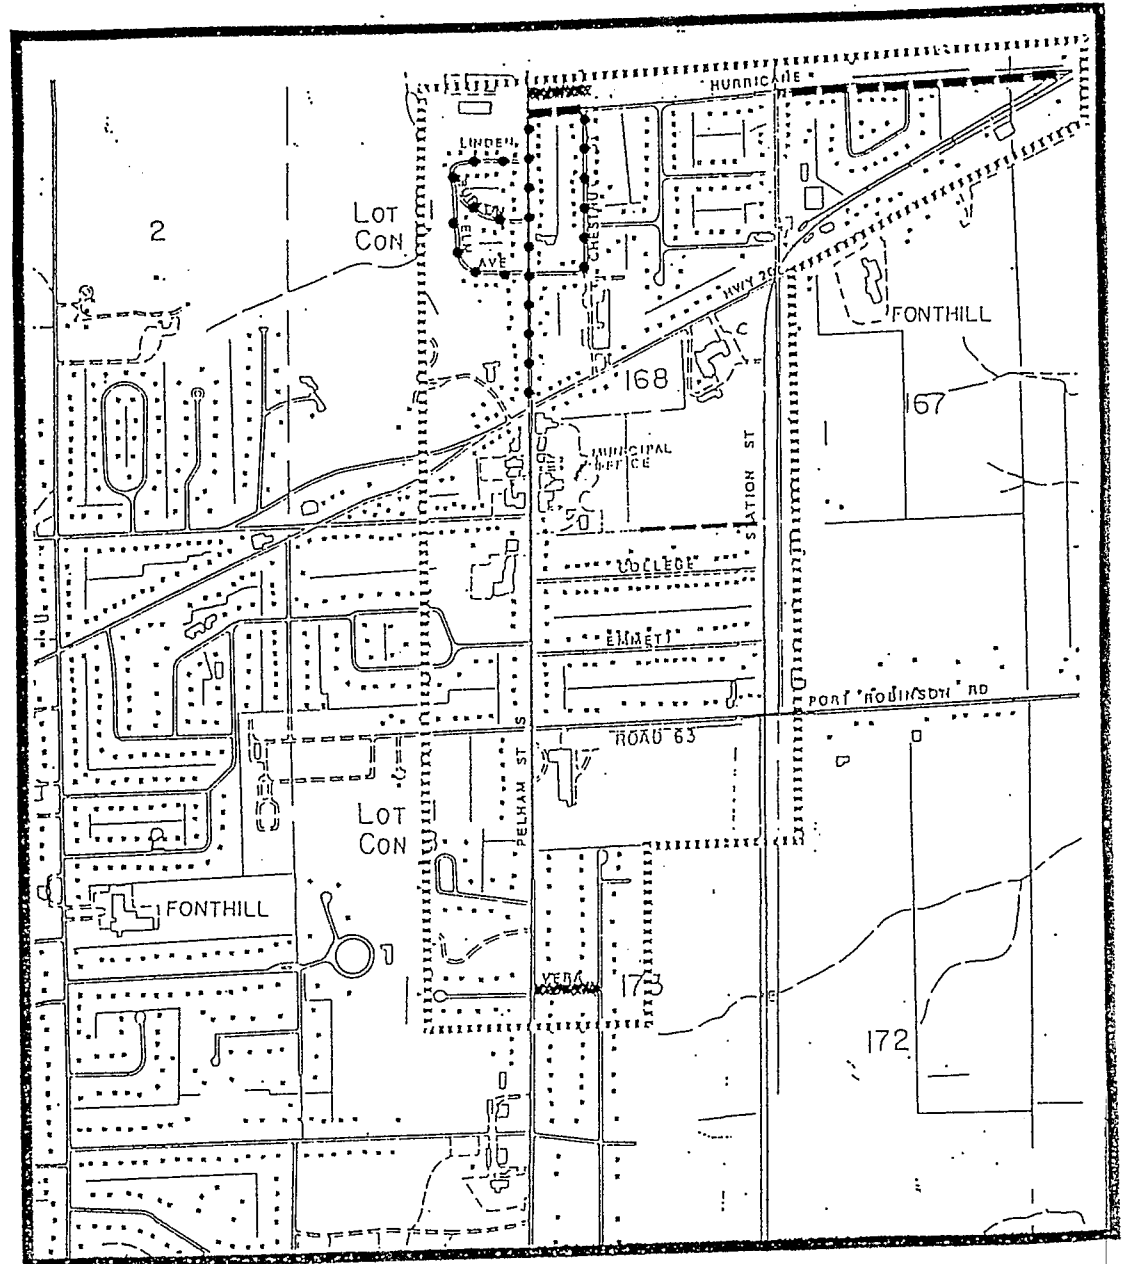 HURRICANE
LINDEN
2
LOT
CON
ELM
AVE
CHESTNUT
HWY 20
FONTHILL
168
167
C
MUNICIPAL
OFFICE
STATION ST
COLLEGE
EMMETT
PORT ROBINSON RD
ROAD 63
PELHAM ST
LOT
CON
FONTHILL
VERA
173
172